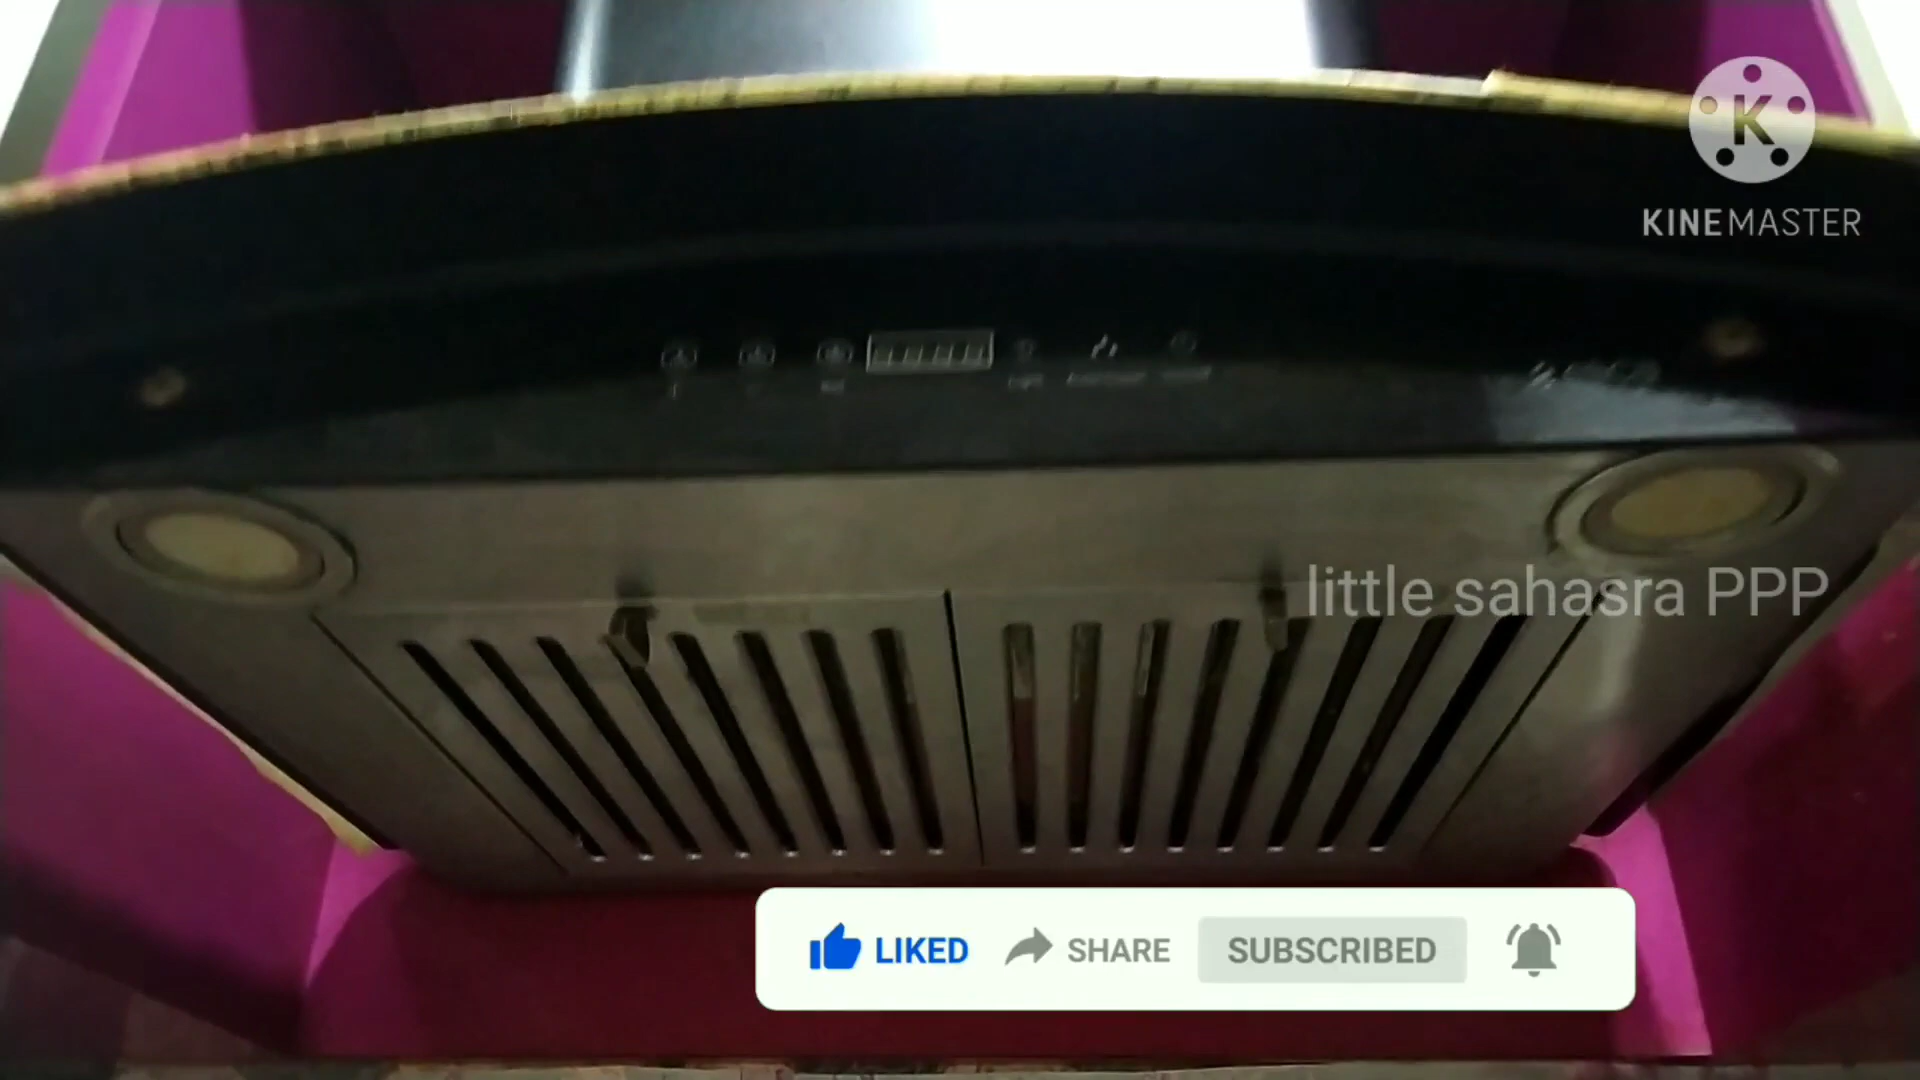 K
KINEMASTER
little sahasra PPP
LIKED
SHARE
SUBSCRIBED